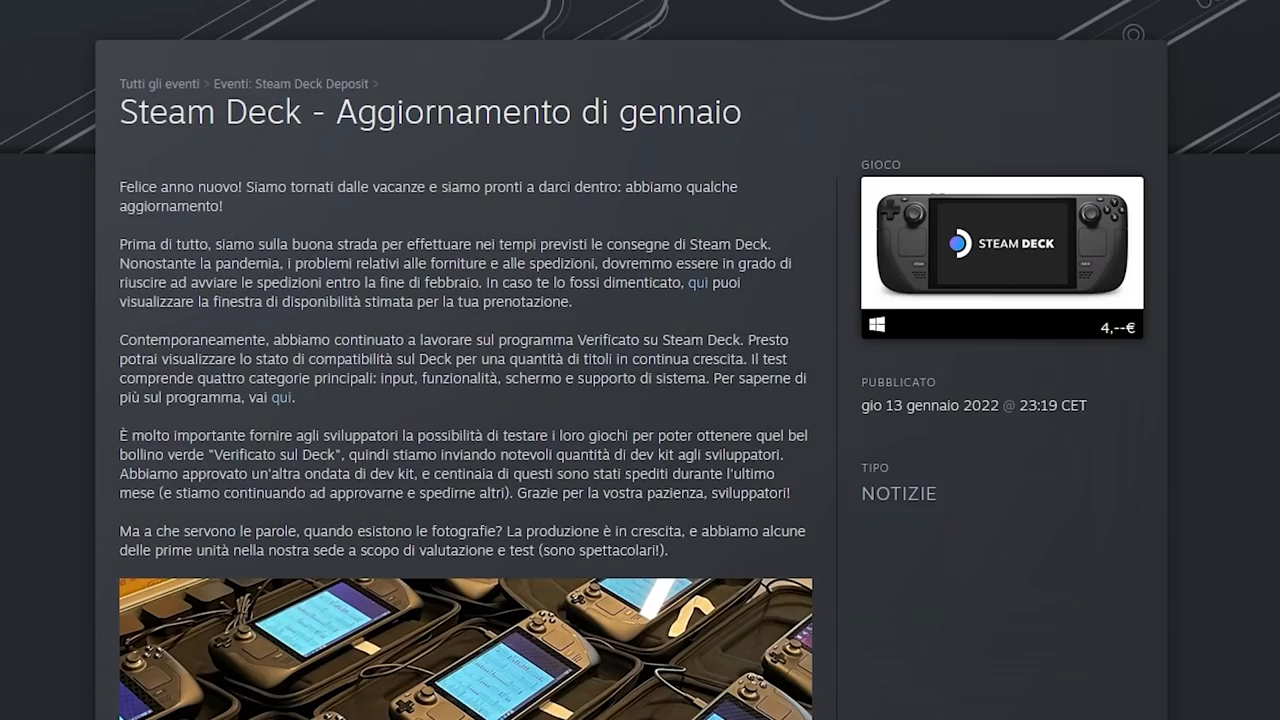 Tutti gli eventi > Eventi: Steam Deck Deposit >
Steam Deck - Aggiornamento di gennaio
Felice anno nuovo! Siamo tornati dalle vacanze e siamo pronti a darci dentro: abbiamo qualche
aggiornamento!
Prima di tutto, siamo sulla buona strada per effettuare nei tempi previsti le consegne di Steam Deck.
Nonostante la pandemia, i problemi relativi alle forniture e alle spedizioni, dovremmo essere in grado di
riuscire ad avviare le spedizioni entro la fine di febbraio. In caso te lo fossi dimenticato, qui puoi
visualizzare la finestra di disponibilità stimata per la tua prenotazione.
Contemporaneamente, abbiamo continuato a lavorare sul programma Verificato su Steam Deck. Presto
potrai visualizzare lo stato di compatibilità sul Deck per una quantità di titoli in continua crescita. Il test
comprende quattro categorie principali: input, funzionalità, schermo e supporto di sistema. Per saperne di
più sul programma, vai qui.
È molto importante fornire agli sviluppatori la possibilità di testare i loro giochi per poter ottenere quel bel
bollino verde "Verificato sul Deck", quindi stiamo inviando notevoli quantità di dev kit agli sviluppatori.
Abbiamo approvato un'altra ondata di dev kit, e centinaia di questi sono stati spediti durante l'ultimo
mese (e stiamo continuando ad approvarne e spedirne altri). Grazie per la vostra pazienza, sviluppatori!
Ma a che servono le parole, quando esistono le fotografie? La produzione è in crescita, e abbiamo alcune
delle prime unità nella nostra sede a scopo di valutazione e test (sono spettacolari!).
GIOCO
STEAM DECK
4,--€
PUBBLICATO
gio 13 gennaio 2022 @ 23:19 CET
TIPO
NOTIZIE